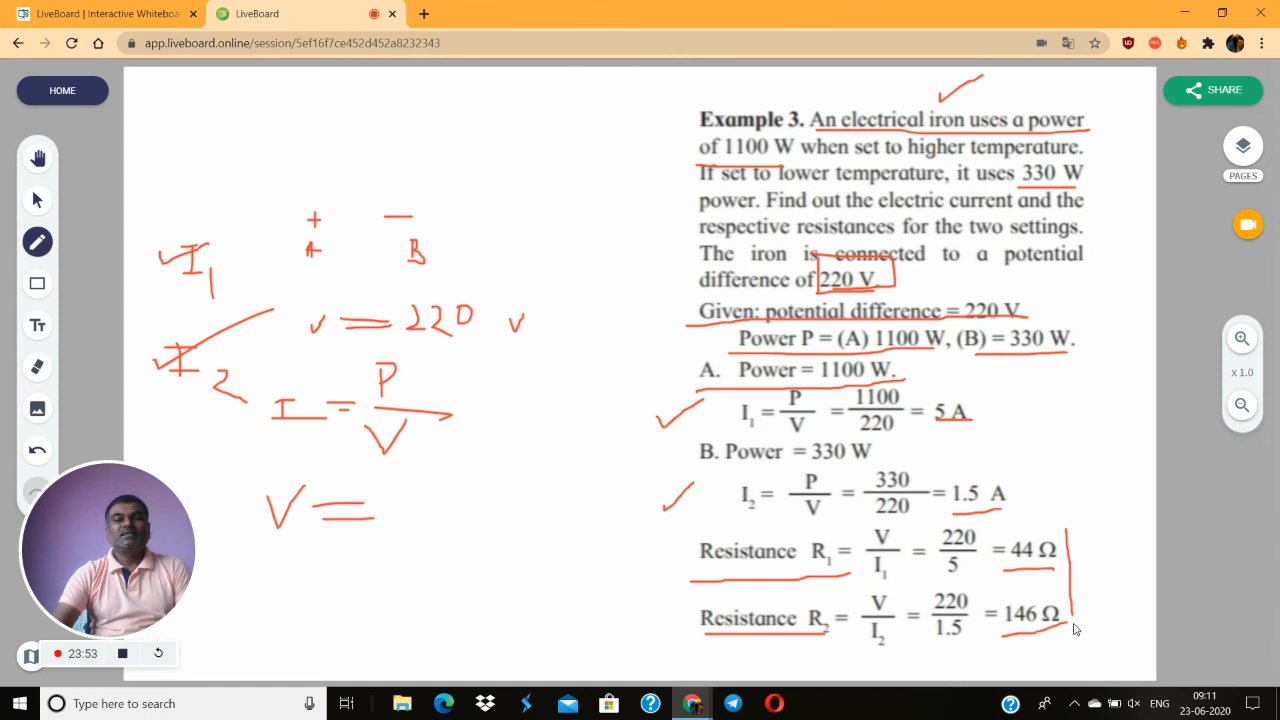 LiveBoard | Interactive Whiteboa
LiveBoard
app.liveboard.online/session/5ef16f7ce452d452a8232343
HOME
SHARE
PAGES
x 1.0
Tт
+ −
A B
I1
I2
v = 220 v
I = P/V
V =
Example 3. An electrical iron uses a power
of 1100 W when set to higher temperature.
If set to lower temperature, it uses 330 W
power. Find out the electric current and the
respective resistances for the two settings.
The iron is connected to a potential
difference of 220 V.
Given: potential difference = 220 V
Power P = (A) 1100 W, (B) = 330 W.
A. Power = 1100 W.
I₁ = P/V = 1100/220 = 5 A
B. Power = 330 W
I₂ = P/V = 330/220 = 1.5 A
Resistance R₁ = V/I₁ = 220/5 = 44 Ω
Resistance R₂ = V/I₂ = 220/1.5 = 146 Ω
23:53
Type here to search
ENG
09:11
23-06-2020